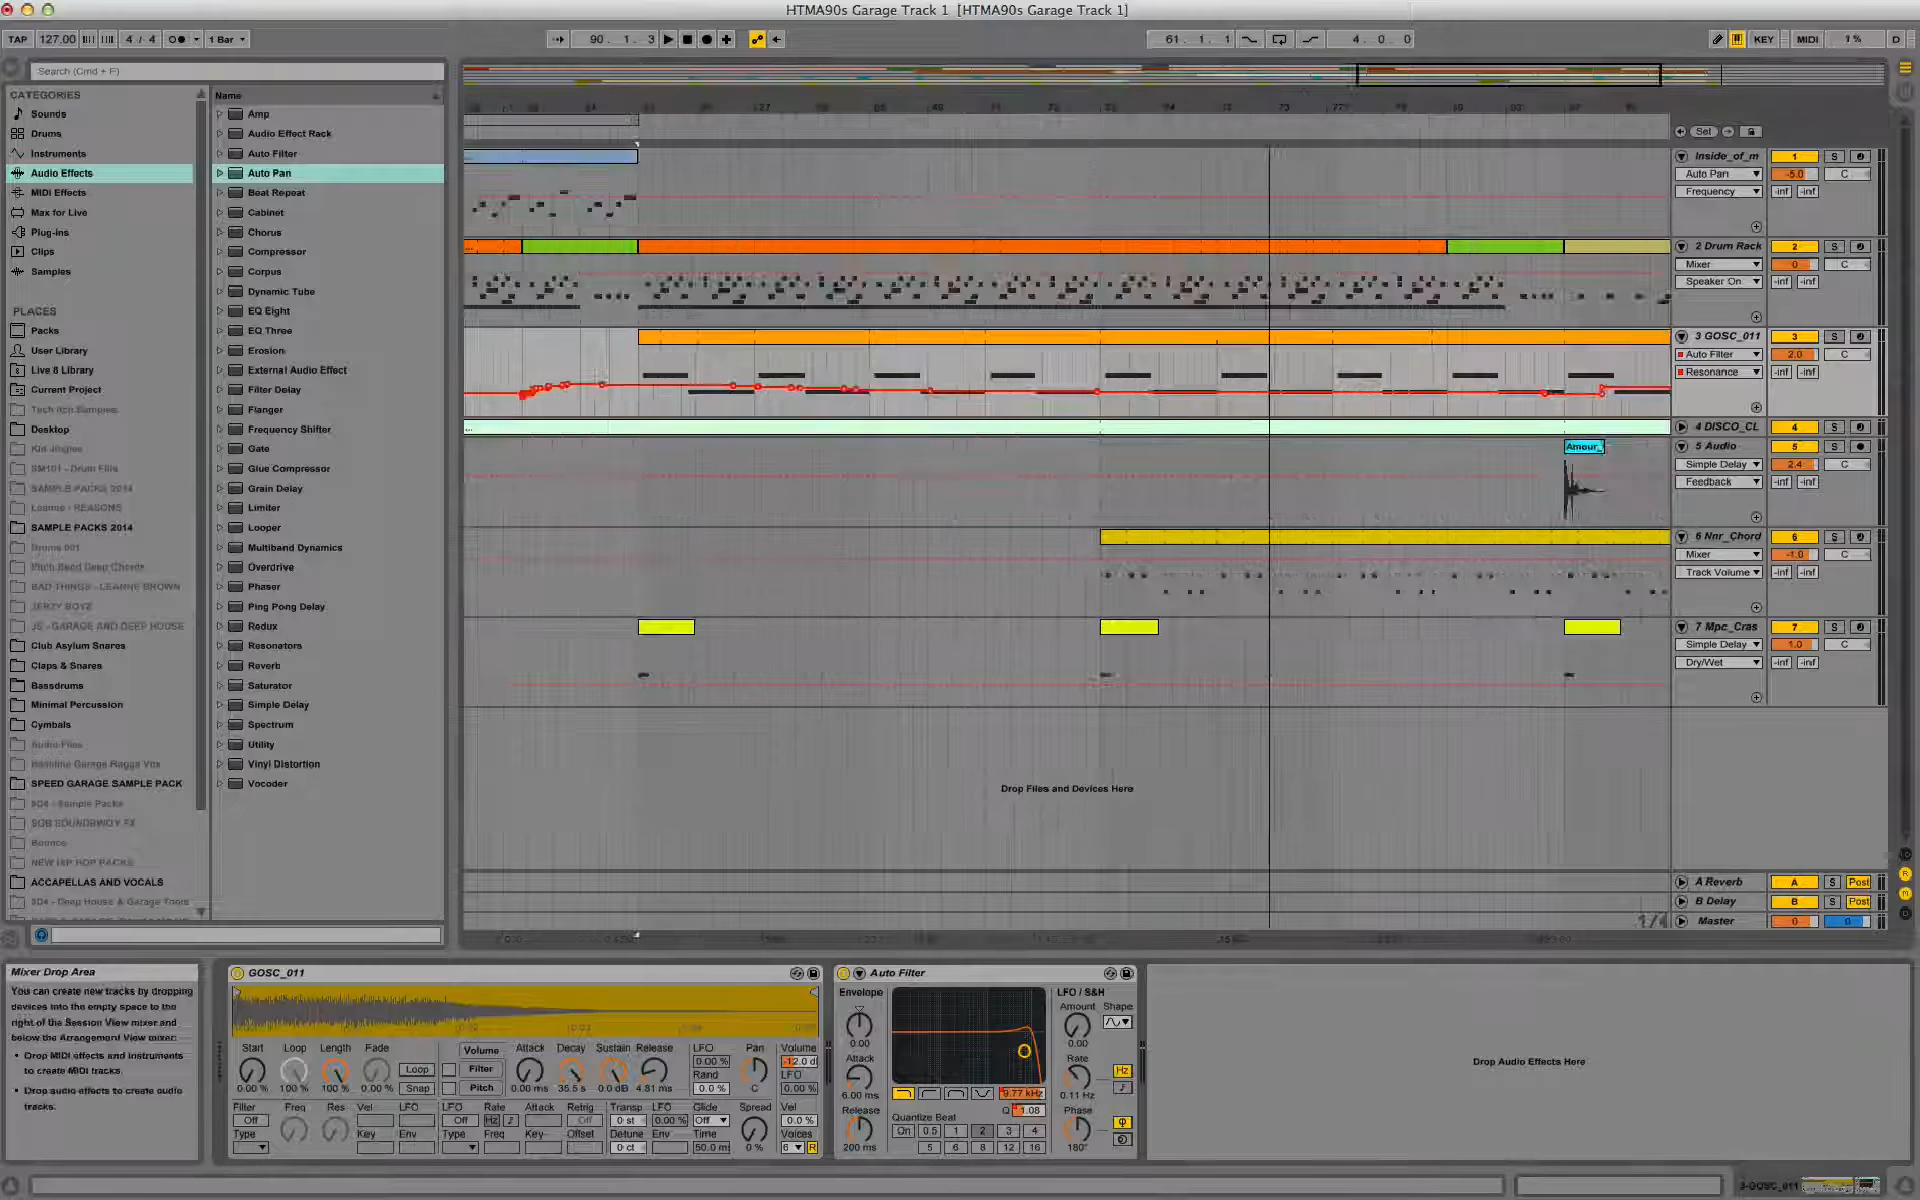 HTMA90s Garage Track 1 [HTMA90s Garage Track 1]
TAP 127.00 4 / 4 1 Bar
90. 1. 3
61. 1. 1
4. 0. 0
KEY MIDI 1 % D
Search (Cmd + F)
CATEGORIES
Sounds
Drums
Instruments
Audio Effects
MIDI Effects
Max for Live
Plug-ins
Clips
Samples
PLACES
Packs
User Library
Live 8 Library
Current Project
Tech Itch Samples
Desktop
Kid Jingles
SM101 - Drum Fills
SAMPLE PACKS 2014
Leanne - REASONS
SAMPLE PACKS 2014
Drums 001
Pitch Bend Deep Chords
BAD THINGS - LEANNE BROWN
JERZY BOYZ
JS - GARAGE AND DEEP HOUSE
Club Asylum Snares
Claps & Snares
Bassdrums
Minimal Percussion
Cymbals
Audio Files
Bassline Garage Ragga Vox
SPEED GARAGE SAMPLE PACK
SD4 - Sample Packs
SOB SOUNDBWOY FX
Bounce
NEW HIP HOP PACKS
ACCAPELLAS AND VOCALS
SD4 - Deep House & Garage Tools
Name
Amp
Audio Effect Rack
Auto Filter
Auto Pan
Beat Repeat
Cabinet
Chorus
Compressor
Corpus
Dynamic Tube
EQ Eight
EQ Three
Erosion
External Audio Effect
Filter Delay
Flanger
Frequency Shifter
Gate
Glue Compressor
Grain Delay
Limiter
Looper
Multiband Dynamics
Overdrive
Phaser
Ping Pong Delay
Redux
Resonators
Reverb
Saturator
Simple Delay
Spectrum
Utility
Vinyl Distortion
Vocoder
Set
Inside_of_m 1 S
Auto Pan -5.0 C
Frequency -inf -inf
2 Drum Rack 2 S
Mixer 0 C
Speaker On -inf -inf
3 GOSC_011 3 S
Auto Filter 2.0 C
Resonance -inf -inf
4 DISCO_CL 4 S
Amour_
5 Audio 5 S
Simple Delay 2.4 C
Feedback -inf -inf
6 Nnr_Chord 6 S
Mixer -1.0 C
Track Volume -inf -inf
7 Mpc_Cras 7 S
Simple Delay 1.0 C
Dry/Wet -inf -inf
Drop Files and Devices Here
A Reverb A S Post
B Delay B S Post
1/4
Master 0 0
Mixer Drop Area
You can create new tracks by dropping
devices into the empty space to the
right of the Session View mixer and
below the Arrangement View mixer:
• Drop MIDI effects and instruments
to create MIDI tracks.
• Drop audio effects to create audio
tracks.
GOSC_011
Start Loop Length Fade
0.00 % 100 % 100 % 0.00 %
Loop
Snap
Volume
Filter
Pitch
Attack Decay Sustain Release
0.00 ms 35.5 s 0.0 dB 4.81 ms
LFO
0.00 %
Rand
0.0 %
Pan
C
Volume
-12.0 d
LFO
0.00 %
Filter Freq Res Vel LFO
Off
Type Key Env
LFO Rate Attack Retrig
Off Hz Off
Type Freq Key Offset
Transp LFO Glide Spread
0 st 0.00 % Off
Detune Env Time
0 ct 50.0 m 0 %
Vel
0.0 %
Voices
6 R
Auto Filter
Envelope
0.00
Attack
6.00 ms
Release
200 ms
9.77 kHz
Q 1.08
Quantize Beat
On 0.5 1 2 3 4
5 6 8 12 16
LFO / S&H
Amount Shape
0.00
Rate
Hz
0.11 Hz
Phase
180°
Drop Audio Effects Here
3-GOSC_011